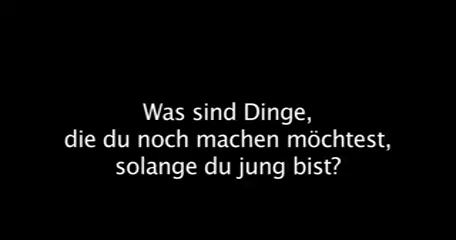 Was sind Dinge,
die du noch machen möchtest,
solange du jung bist?